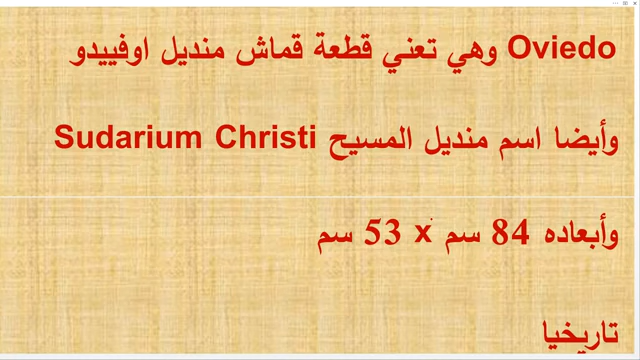 Oviedo وهي تعني قطعة قماش منديل اوفييدو
وأيضا اسم منديل المسيح Sudarium Christi
وأبعاده 84 سم x 53 سم
تاريخيا